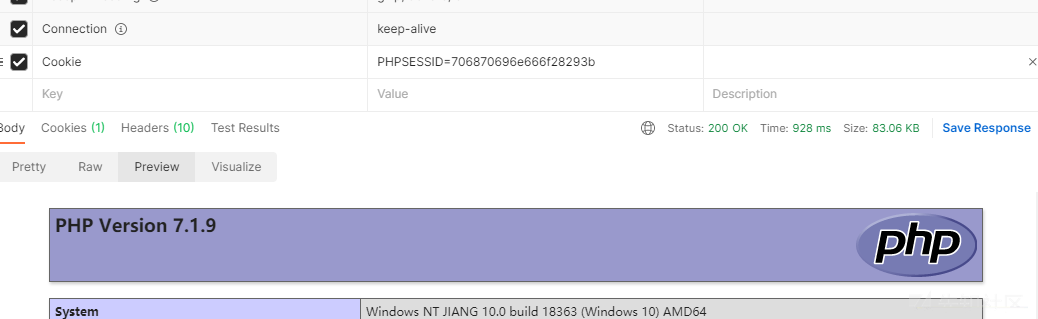 Connection keep-alive
Cookie PHPSESSID=706870696e666f28293b
Key Value Description
Body Cookies (1) Headers (10) Test Results Status: 200 OK Time: 928 ms Size: 83.06 KB Save Response
Pretty Raw Preview Visualize
PHP Version 7.1.9 php
System Windows NT JIANG 10.0 build 18363 (Windows 10) AMD64